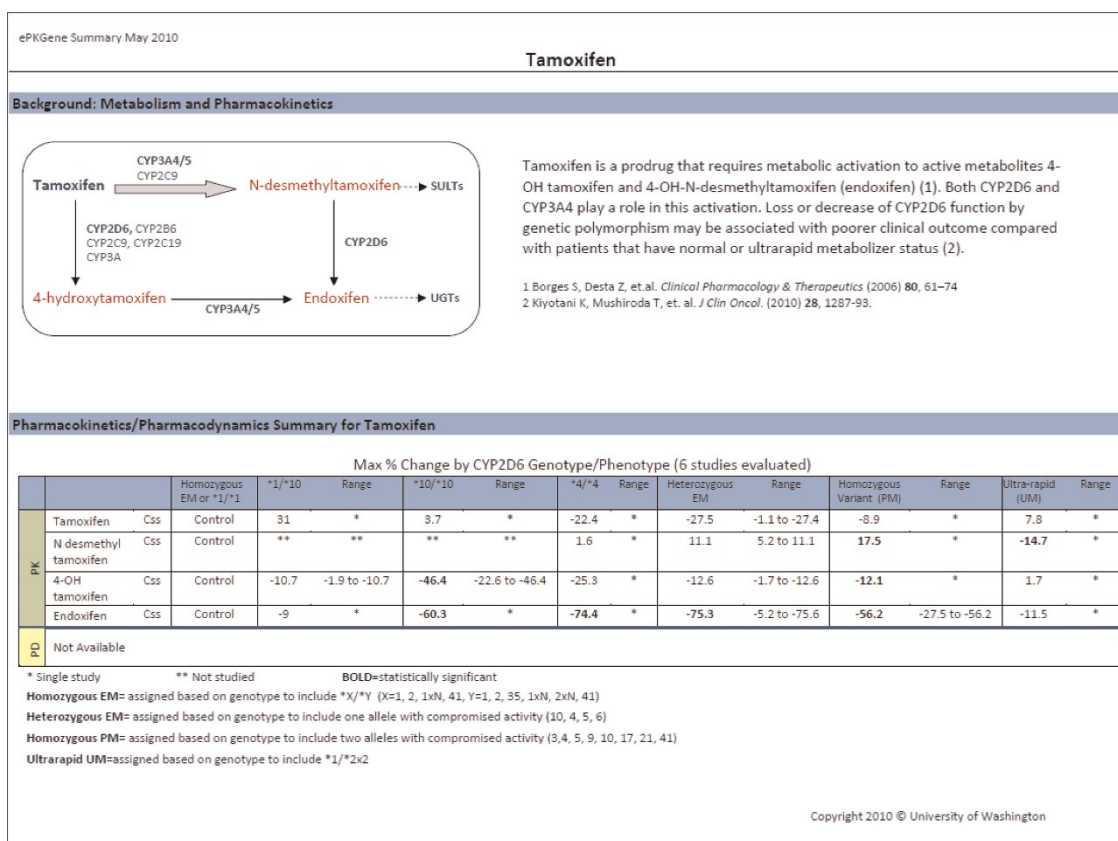 ePKGene Summary May 2010
Tamoxifen
Background: Metabolism and Pharmacokinetics
CYP3A4/5
CYP2C9
Tamoxifen
N-desmethyltamoxifen
SULTs
CYP2D6, CYP2B6
CYP2C9, CYP2C19
CYP3A
CYP2D6
4-hydroxytamoxifen
Endoxifen
UGTs
CYP3A4/5
Tamoxifen is a prodrug that requires metabolic activation to active metabolites 4-
OH tamoxifen and 4-OH-N-desmethyltamoxifen (endoxifen) (1). Both CYP2D6 and
CYP3A4 play a role in this activation. Loss or decrease of CYP2D6 function by
genetic polymorphism may be associated with poorer clinical outcome compared
with patients that have normal or ultrarapid metabolizer status (2).
1 Borges S, Desta Z, et.al. Clinical Pharmacology & Therapeutics (2006) 80, 61–74
2 Kiyotani K, Mushiroda T, et. al. J Clin Oncol. (2010) 28, 1287-93.
Pharmacokinetics/Pharmacodynamics Summary for Tamoxifen
Max % Change by CYP2D6 Genotype/Phenotype (6 studies evaluated)
Homozygous EM or *1/*1 *1/*10 Range *10/*10 Range *4/*4 Range Heterozygous EM Range Homozygous Variant (PM) Range Ultra-rapid (UM) Range
PK
Tamoxifen Css Control 31 * 3.7 * -22.4 * -27.5 -1.1 to -27.4 -8.9 * 7.8 *
N desmethyl tamoxifen Css Control ** ** ** ** 1.6 * 11.1 5.2 to 11.1 17.5 * -14.7 *
4-OH tamoxifen Css Control -10.7 -1.9 to -10.7 -46.4 -22.6 to -46.4 -25.3 * -12.6 -1.7 to -12.6 -12.1 * 1.7 *
Endoxifen Css Control -9 * -60.3 * -74.4 * -75.3 -5.2 to -75.6 -56.2 -27.5 to -56.2 -11.5 *
PD Not Available
* Single study ** Not studied BOLD=statistically significant
Homozygous EM= assigned based on genotype to include *X/*Y (X=1, 2, 1xN, 41, Y=1, 2, 35, 1xN, 2xN, 41)
Heterozygous EM= assigned based on genotype to include one allele with compromised activity (10, 4, 5, 6)
Homozygous PM= assigned based on genotype to include two alleles with compromised activity (3,4, 5, 9, 10, 17, 21, 41)
Ultrarapid UM=assigned based on genotype to include *1/*2x2
Copyright 2010 © University of Washington